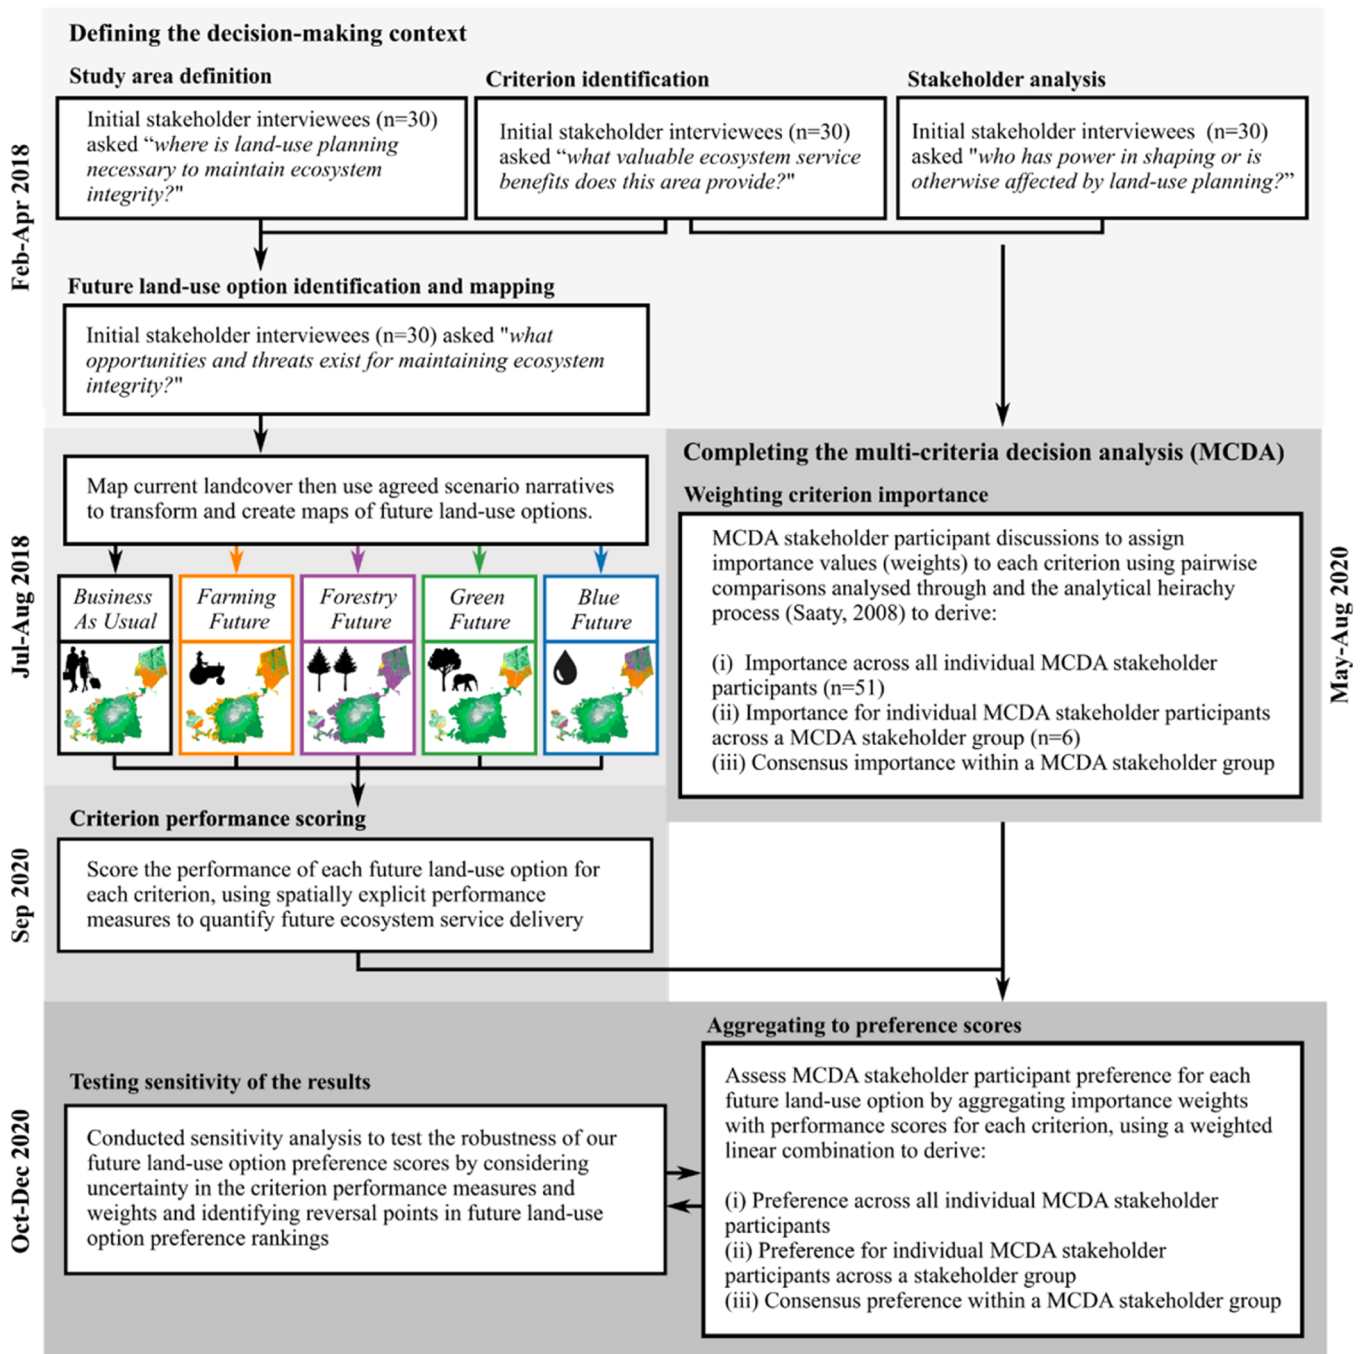 Defining the decision-making context
Study area definition
Initial stakeholder interviewees (n=30)
asked “where is land-use planning
necessary to maintain ecosystem
integrity?"
Criterion identification
Initial stakeholder interviewees (n=30)
asked “what valuable ecosystem service
benefits does this area provide?"
Stakeholder analysis
Initial stakeholder interviewees (n=30)
asked "who has power in shaping or is
otherwise affected by land-use planning?”
Feb-Apr 2018
Future land-use option identification and mapping
Initial stakeholder interviewees (n=30) asked "what
opportunities and threats exist for maintaining ecosystem
integrity?"
Jul-Aug 2018
Map current landcover then use agreed scenario narratives
to transform and create maps of future land-use options.
Business
As Usual
Farming
Future
Forestry
Future
Green
Future
Blue
Future
Completing the multi-criteria decision analysis (MCDA)
Weighting criterion importance
MCDA stakeholder participant discussions to assign
importance values (weights) to each criterion using pairwise
comparisons analysed through and the analytical heirachy
process (Saaty, 2008) to derive:
(i) Importance across all individual MCDA stakeholder
participants (n=51)
(ii) Importance for individual MCDA stakeholder participants
across a MCDA stakeholder group (n=6)
(iii) Consensus importance within a MCDA stakeholder group
May-Aug 2020
Sep 2020
Criterion performance scoring
Score the performance of each future land-use option for
each criterion, using spatially explicit performance
measures to quantify future ecosystem service delivery
Oct-Dec 2020
Testing sensitivity of the results
Conducted sensitivity analysis to test the robustness of our
future land-use option preference scores by considering
uncertainty in the criterion performance measures and
weights and identifying reversal points in future land-use
option preference rankings
Aggregating to preference scores
Assess MCDA stakeholder participant preference for each
future land-use option by aggregating importance weights
with performance scores for each criterion, using a weighted
linear combination to derive:
(i) Preference across all individual MCDA stakeholder
participants
(ii) Preference for individual MCDA stakeholder
participants across a stakeholder group
(iii) Consensus preference within a MCDA stakeholder group